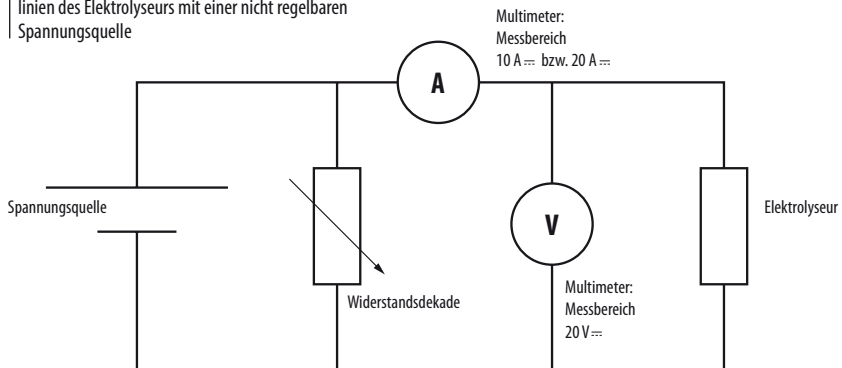 linien des Elektrolyseurs mit einer nicht regelbaren
Spannungsquelle
Multimeter:
Messbereich
10 A⎓ bzw. 20 A⎓
A
Spannungsquelle
V
Elektrolyseur
Widerstandsdekade
Multimeter:
Messbereich
20 V⎓